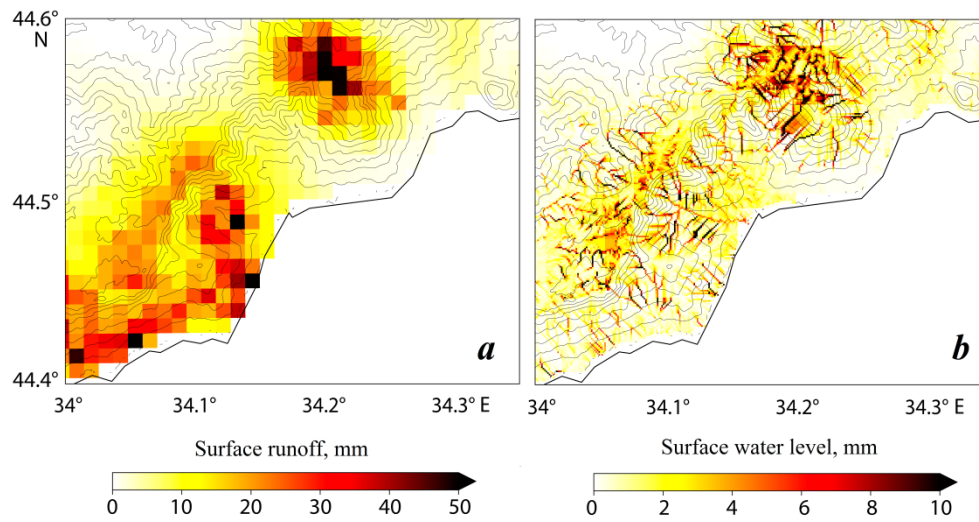 44.6°
N
44.5°
44.4°
a
b
34° 34.1° 34.2° 34.3° E
34° 34.1° 34.2° 34.3° E
Surface runoff, mm
Surface water level, mm
0 10 20 30 40 50
0 2 4 6 8 10